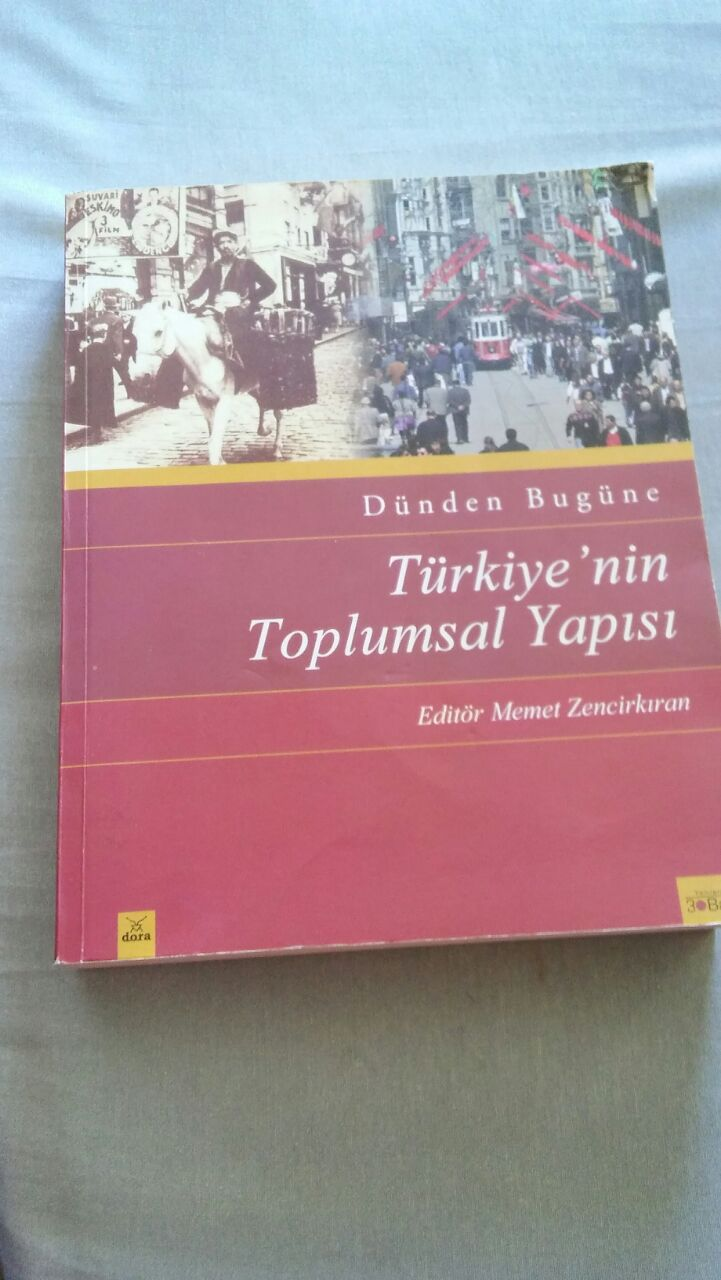 SUVARİ
ESKİMO
3
FİLM
Dünden Bugüne
Türkiye'nin
Toplumsal Yapısı
Editör Memet Zencirkıran
dora